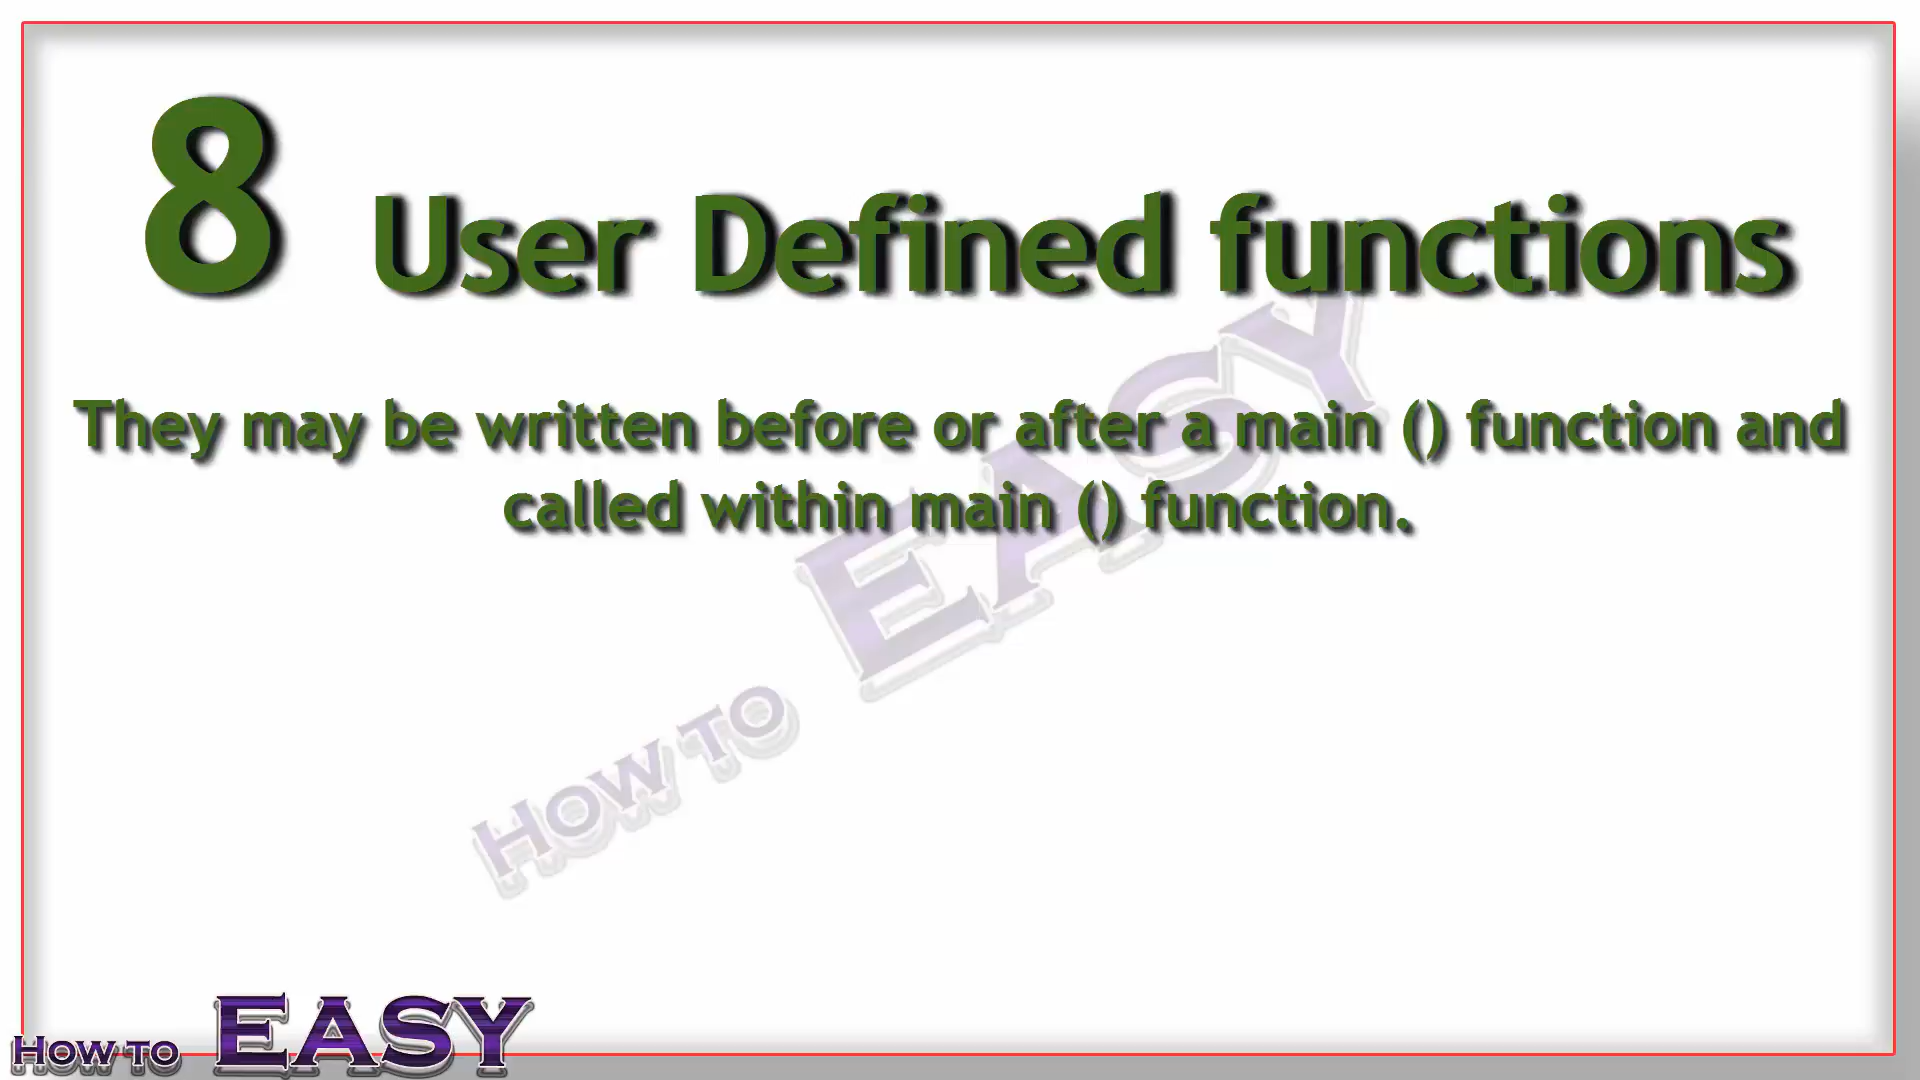 8 User Defined functions
They may be written before or after a main () function and
called within main () function.
How to EASY
How to EASY